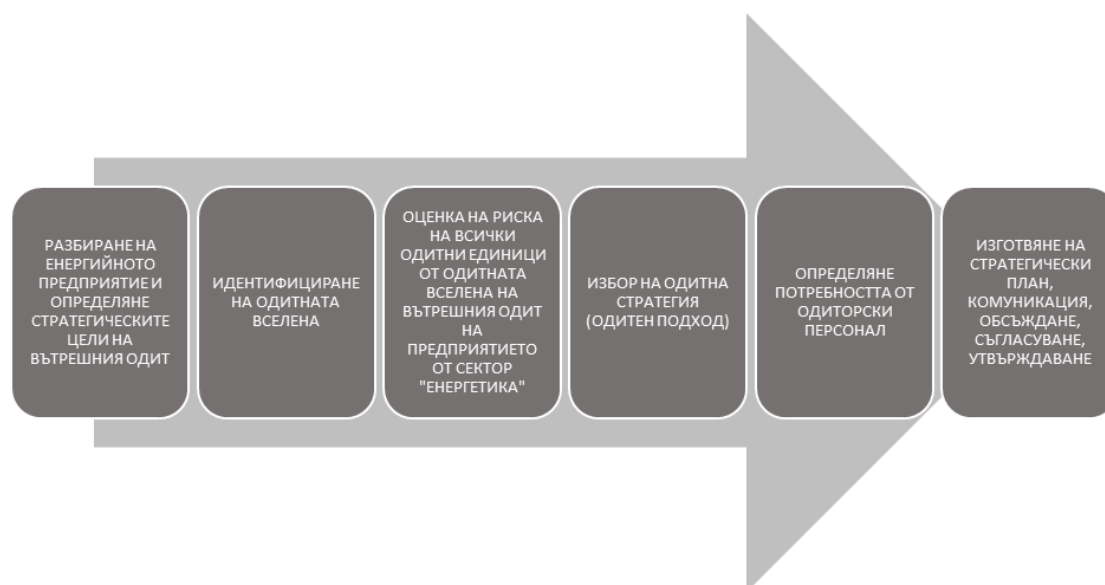 РАЗБИРАНЕ НА
ЕНЕРГИЙНОТО
ПРЕДПРИЯТИЕ И
ОПРЕДЕЛЯНЕ
СТРАТЕГИЧЕСКИТЕ
ЦЕЛИ НА
ВЪТРЕШНИЯ ОДИТ
ИДЕНТИФИЦИРАНЕ
НА ОДИТНАТА
ВСЕЛЕНА
ОЦЕНКА НА РИСКА
НА ВСИЧКИ
ОДИТНИ ЕДИНИЦИ
ОТ ОДИТНАТА
ВСЕЛЕНА НА
ВЪТРЕШНИЯ ОДИТ
НА
ПРЕДПРИЯТИЕТО
ОТ СЕКТОР
"ЕНЕРГЕТИКА"
ИЗБОР НА ОДИТНА
СТРАТЕГИЯ
(ОДИТЕН ПОДХОД)
ОПРЕДЕЛЯНЕ
ПОТРЕБНОСТТА ОТ
ОДИТОРСКИ
ПЕРСОНАЛ
ИЗГОТВЯНЕ НА
СТРАТЕГИЧЕСКИ
ПЛАН,
КОМУНИКАЦИЯ,
ОБСЪЖДАНЕ,
СЪГЛАСУВАНЕ,
УТВЪРЖДАВАНЕ